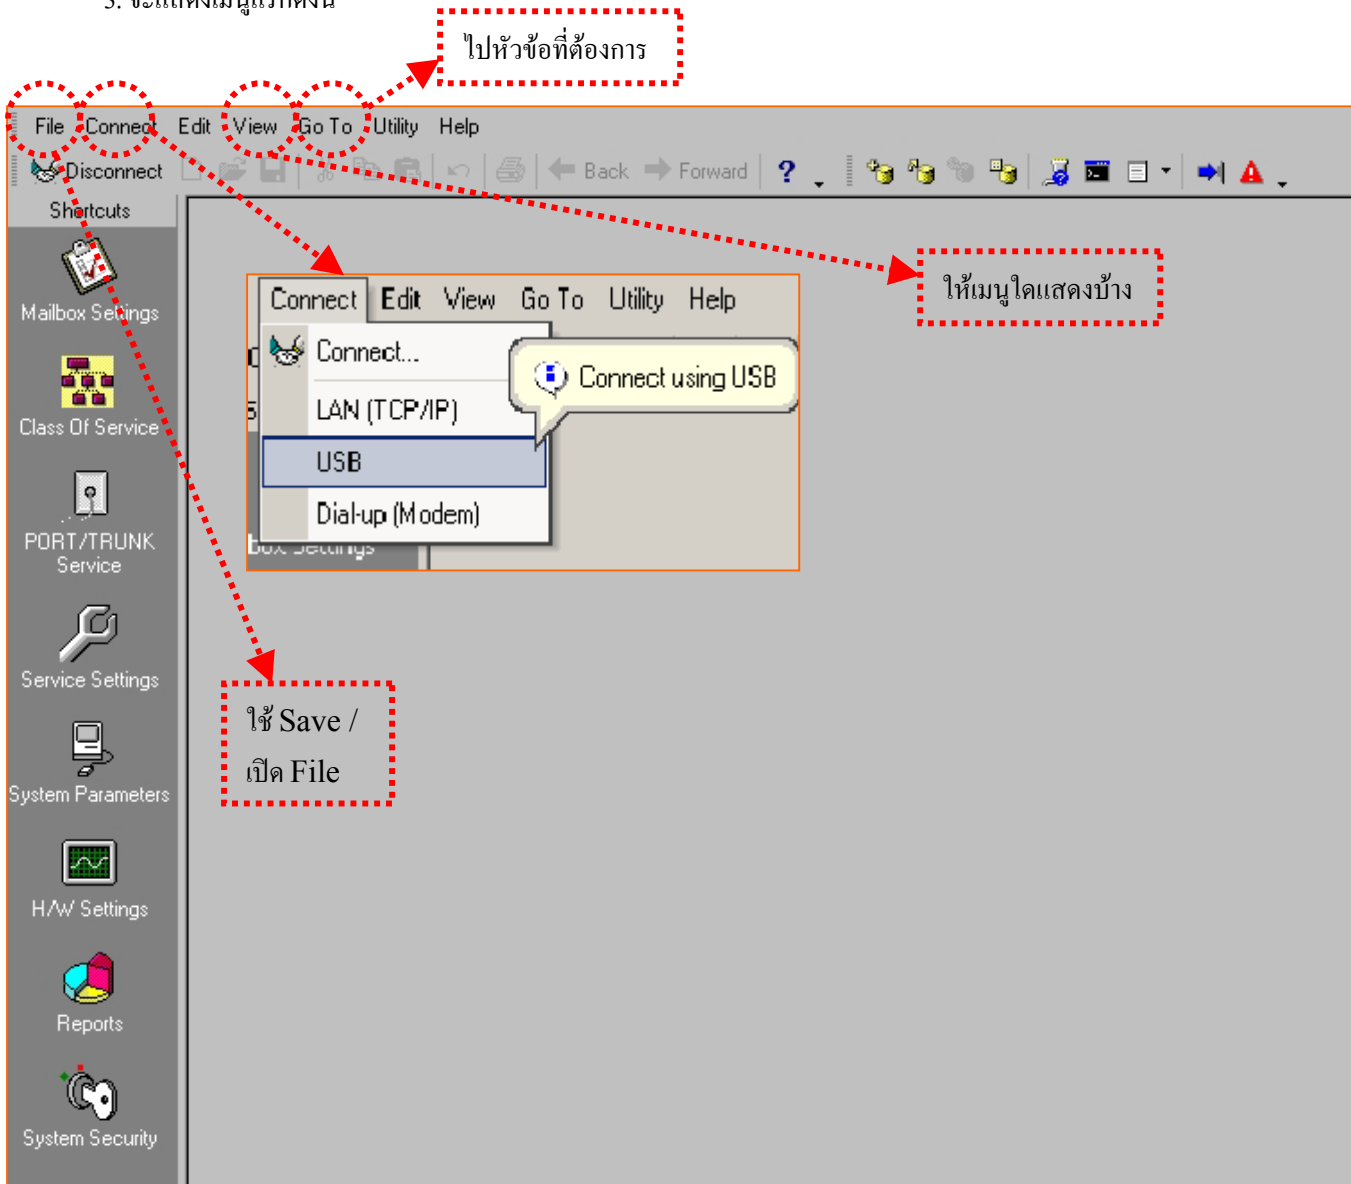 ไปหัวข้อที่ต้องการ
File Connect Edit View Go To Utility Help
Disconnect Back Forward ?
Shortcuts
Mailbox Settings
Class Of Service
PORT/TRUNK
Service
Service Settings
System Parameters
H/W Settings
Reports
System Security
ให้เมนูใดแสดงบ้าง
Connect Edit View Go To Utility Help
Connect...
Connect using USB
LAN (TCP/IP)
USB
Dial-up (Modem)
box Settings
ใช้ Save /
เปิด File